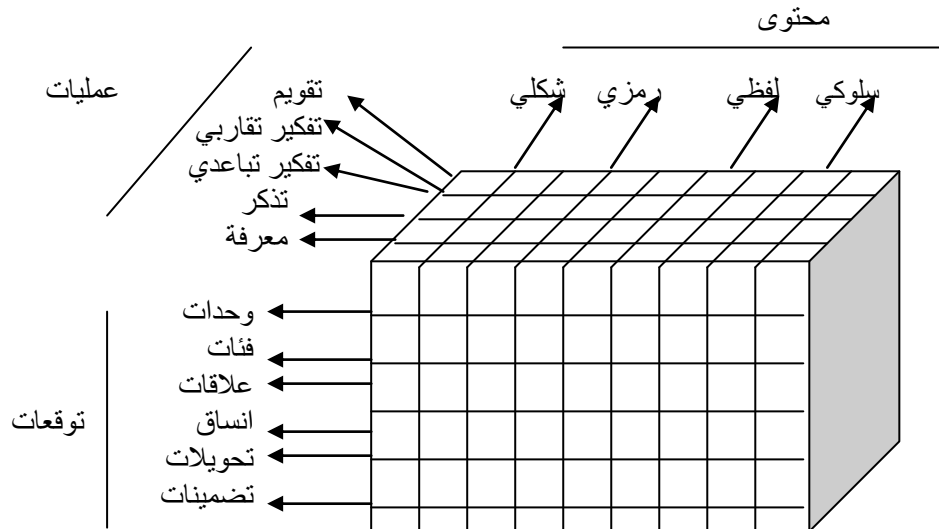 محتوى
سلوكي
لفظي
رمزي
شكلي
عمليات
تقويم
تفكير تقاربي
تفكير تباعدي
تذكر
معرفة
توقعات
وحدات
فئات
علاقات
انساق
تحويلات
تضمينات